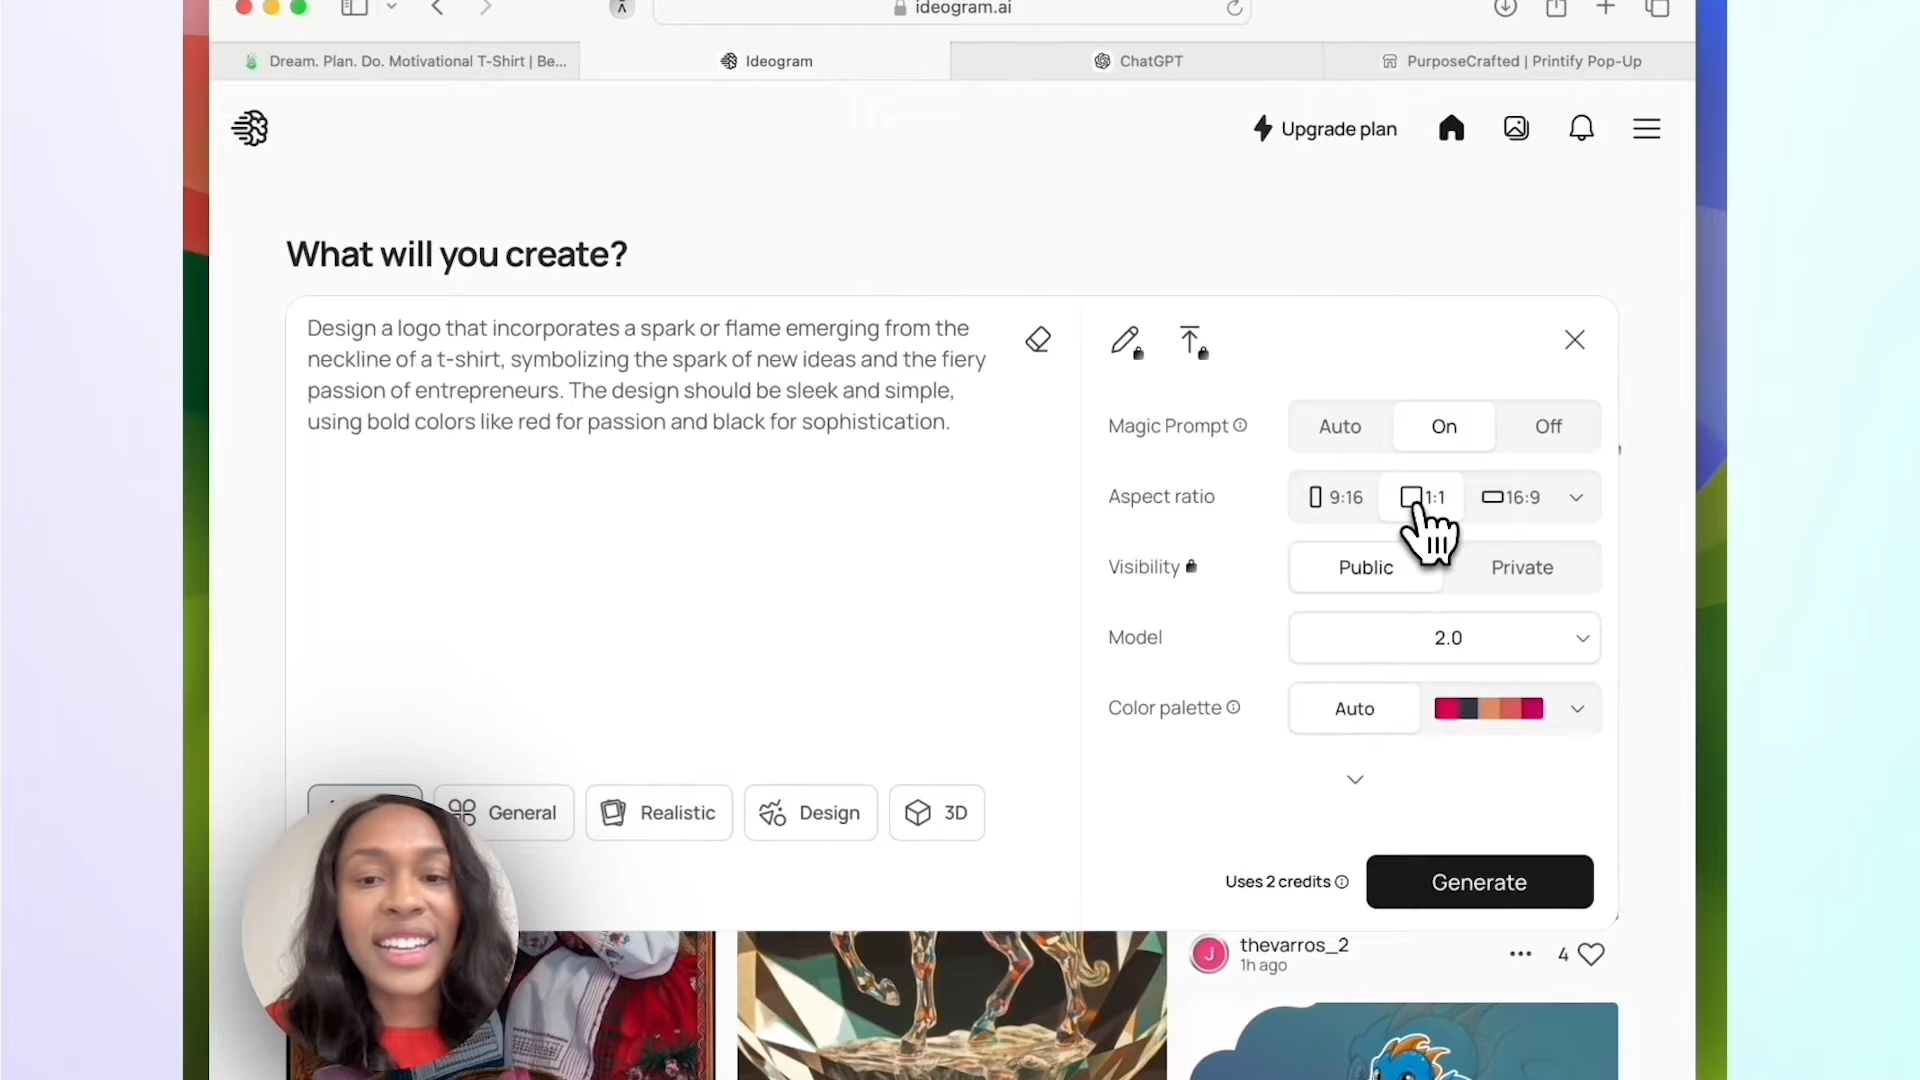 ideogram.ai
Dream. Plan. Do. Motivational T-Shirt | Be...
Ideogram
ChatGPT
PurposeCrafted | Printify Pop-Up
Upgrade plan
What will you create?
Design a logo that incorporates a spark or flame emerging from the
neckline of a t-shirt, symbolizing the spark of new ideas and the fiery
passion of entrepreneurs. The design should be sleek and simple,
using bold colors like red for passion and black for sophistication.
Magic Prompt
Auto
On
Off
Aspect ratio
9:16
1:1
16:9
Visibility
Public
Private
Model
2.0
Color palette
Auto
General
Realistic
Design
3D
Uses 2 credits
Generate
J
thevarros_2
1h ago
4